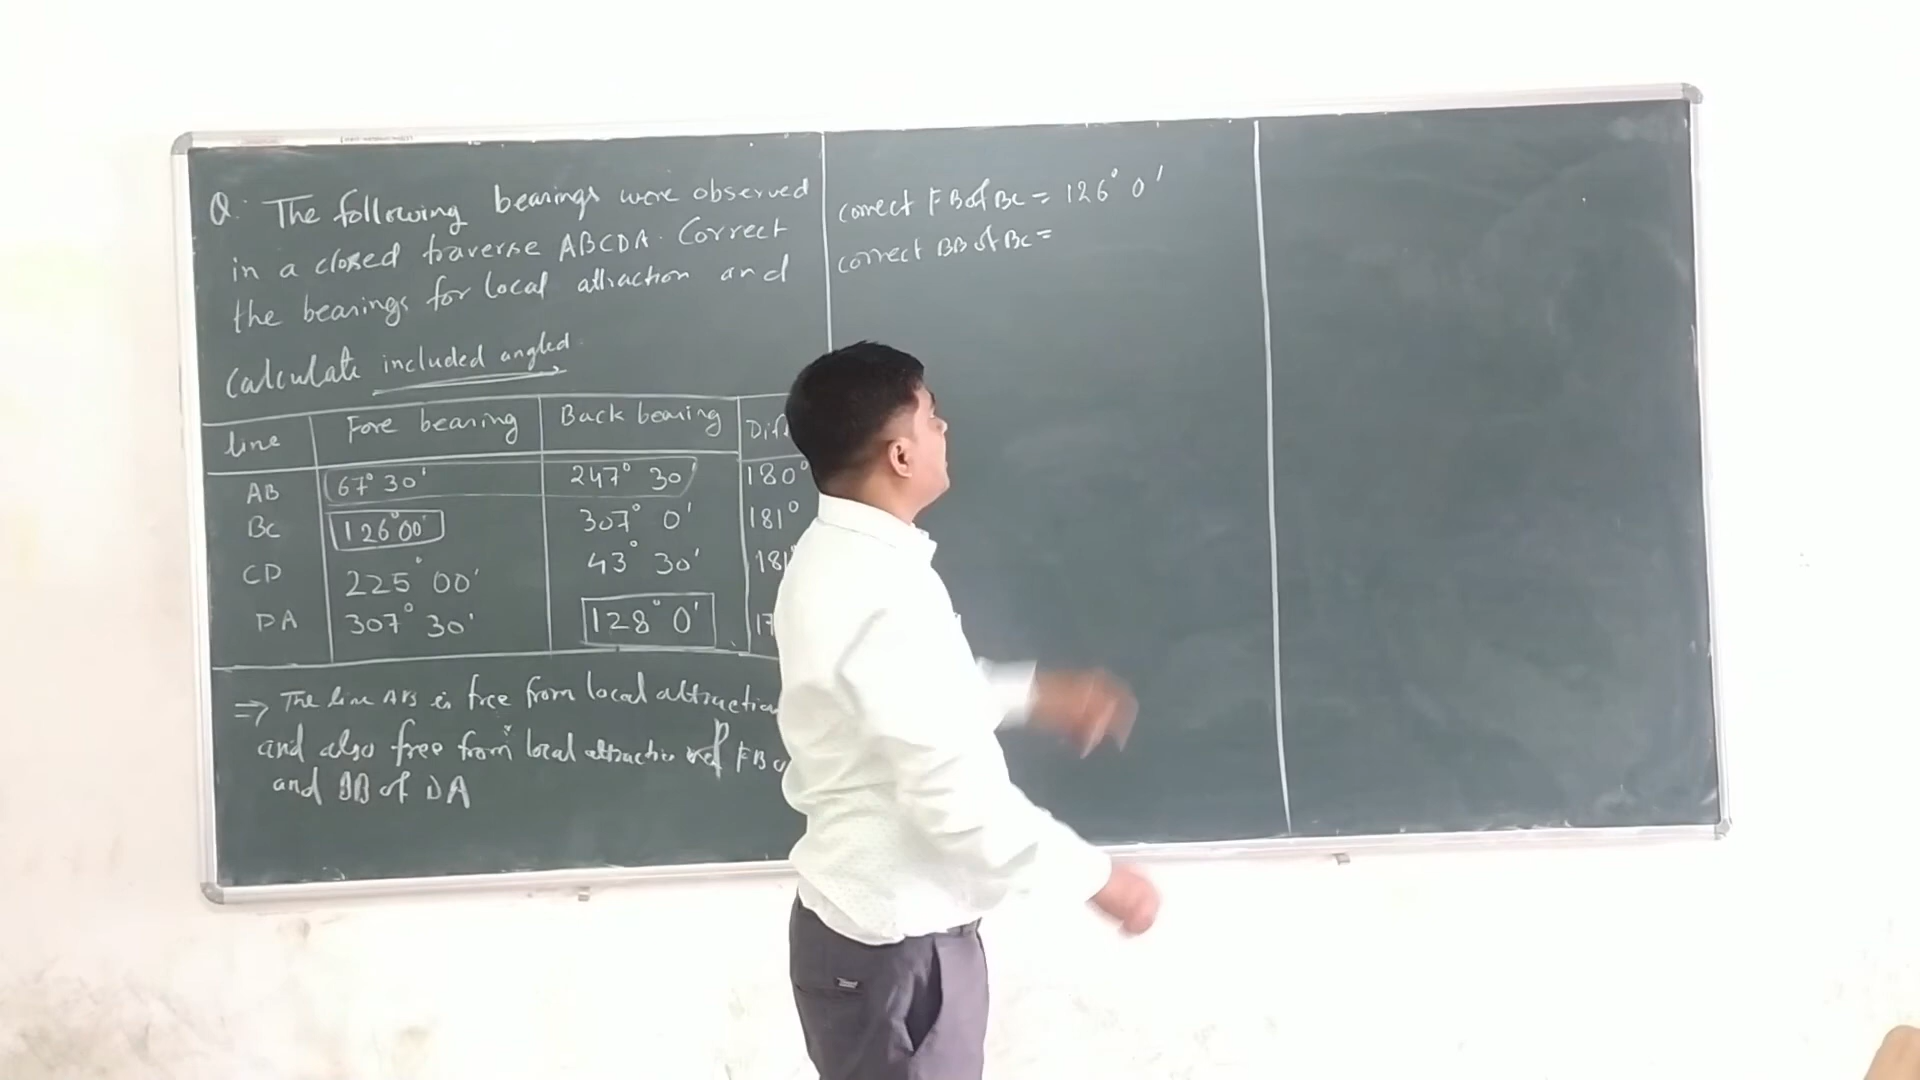 Q. The following bearings were observed
in a closed traverse ABCDA. Correct
the bearings for local attraction and
Calculate included angled.
line Fore bearing Back bearing
AB 67° 30' 247° 30' 180°
BC 126° 00' 307° 0' 181°
CD 225° 00' 43° 30' 181°
DA 307° 30' 128° 0'
⇒ The line AB is free from local attraction
and also free from local attraction of FB
and BB of DA
correct FB of BC = 126° 0'
correct BB of BC =